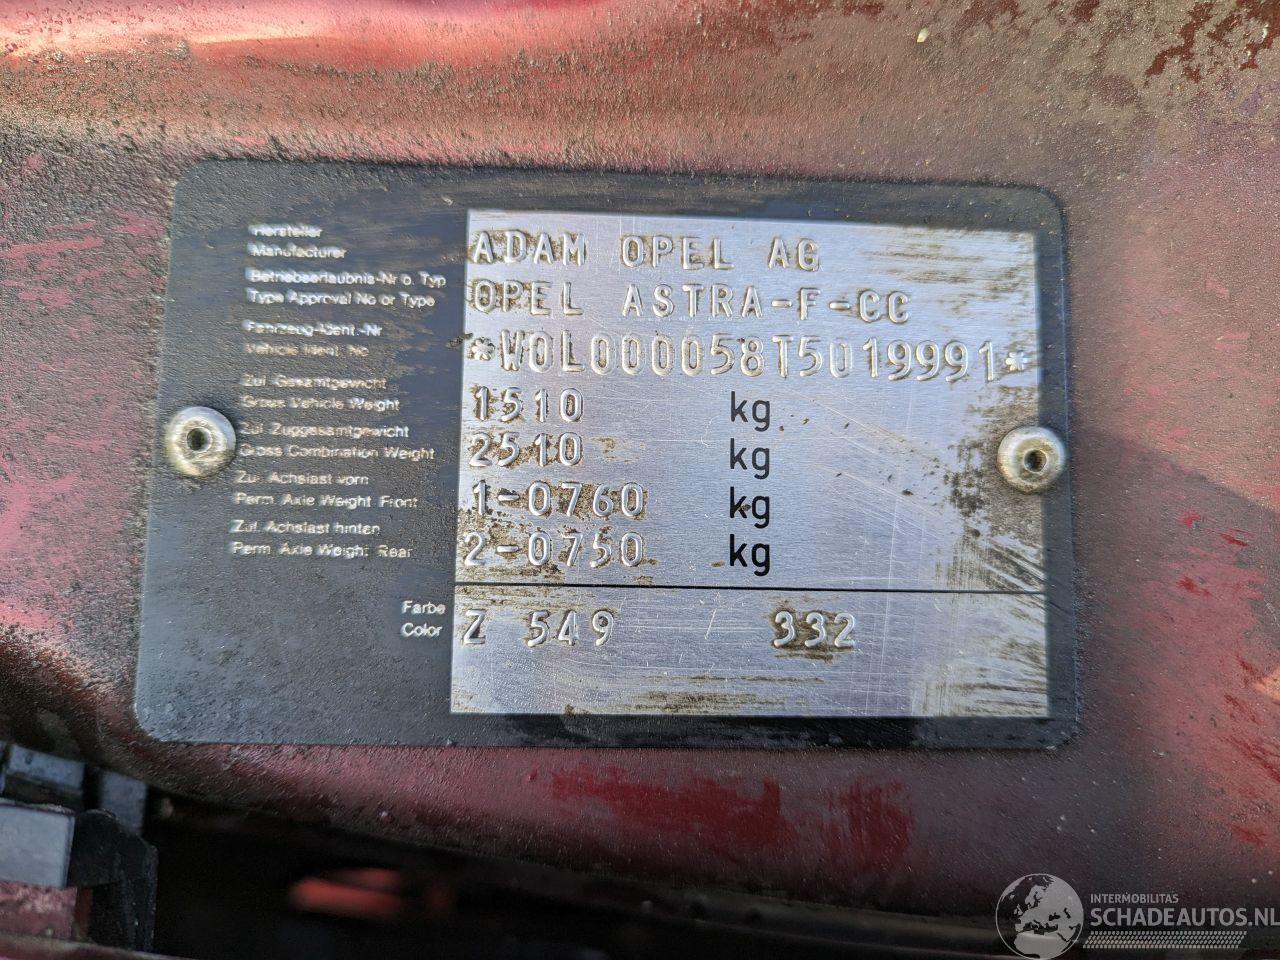 Hersteller
Manufacturer
ADAM OPEL AG
Betriebserlaubnis-Nr o. Typ
Type Approval No or Type
OPEL ASTRA-F-CC
Fahrzeug-Ident.-Nr
Vehicle Ident. No
*W0L000058T5019991*
Zul. Gesamtgewicht
Gross Vehicle Weight
1510 kg
Zul. Zuggesamtgewicht
Gross Combination Weight
2510 kg
Zul. Achslast vorn
Perm. Axle Weight Front
1-0760 kg
Zul. Achslast hinten
Perm. Axle Weight Rear
2-0750 kg
Farbe
Color
Z 549 332
INTERMOBILITAS
SCHADEAUTOS.NL